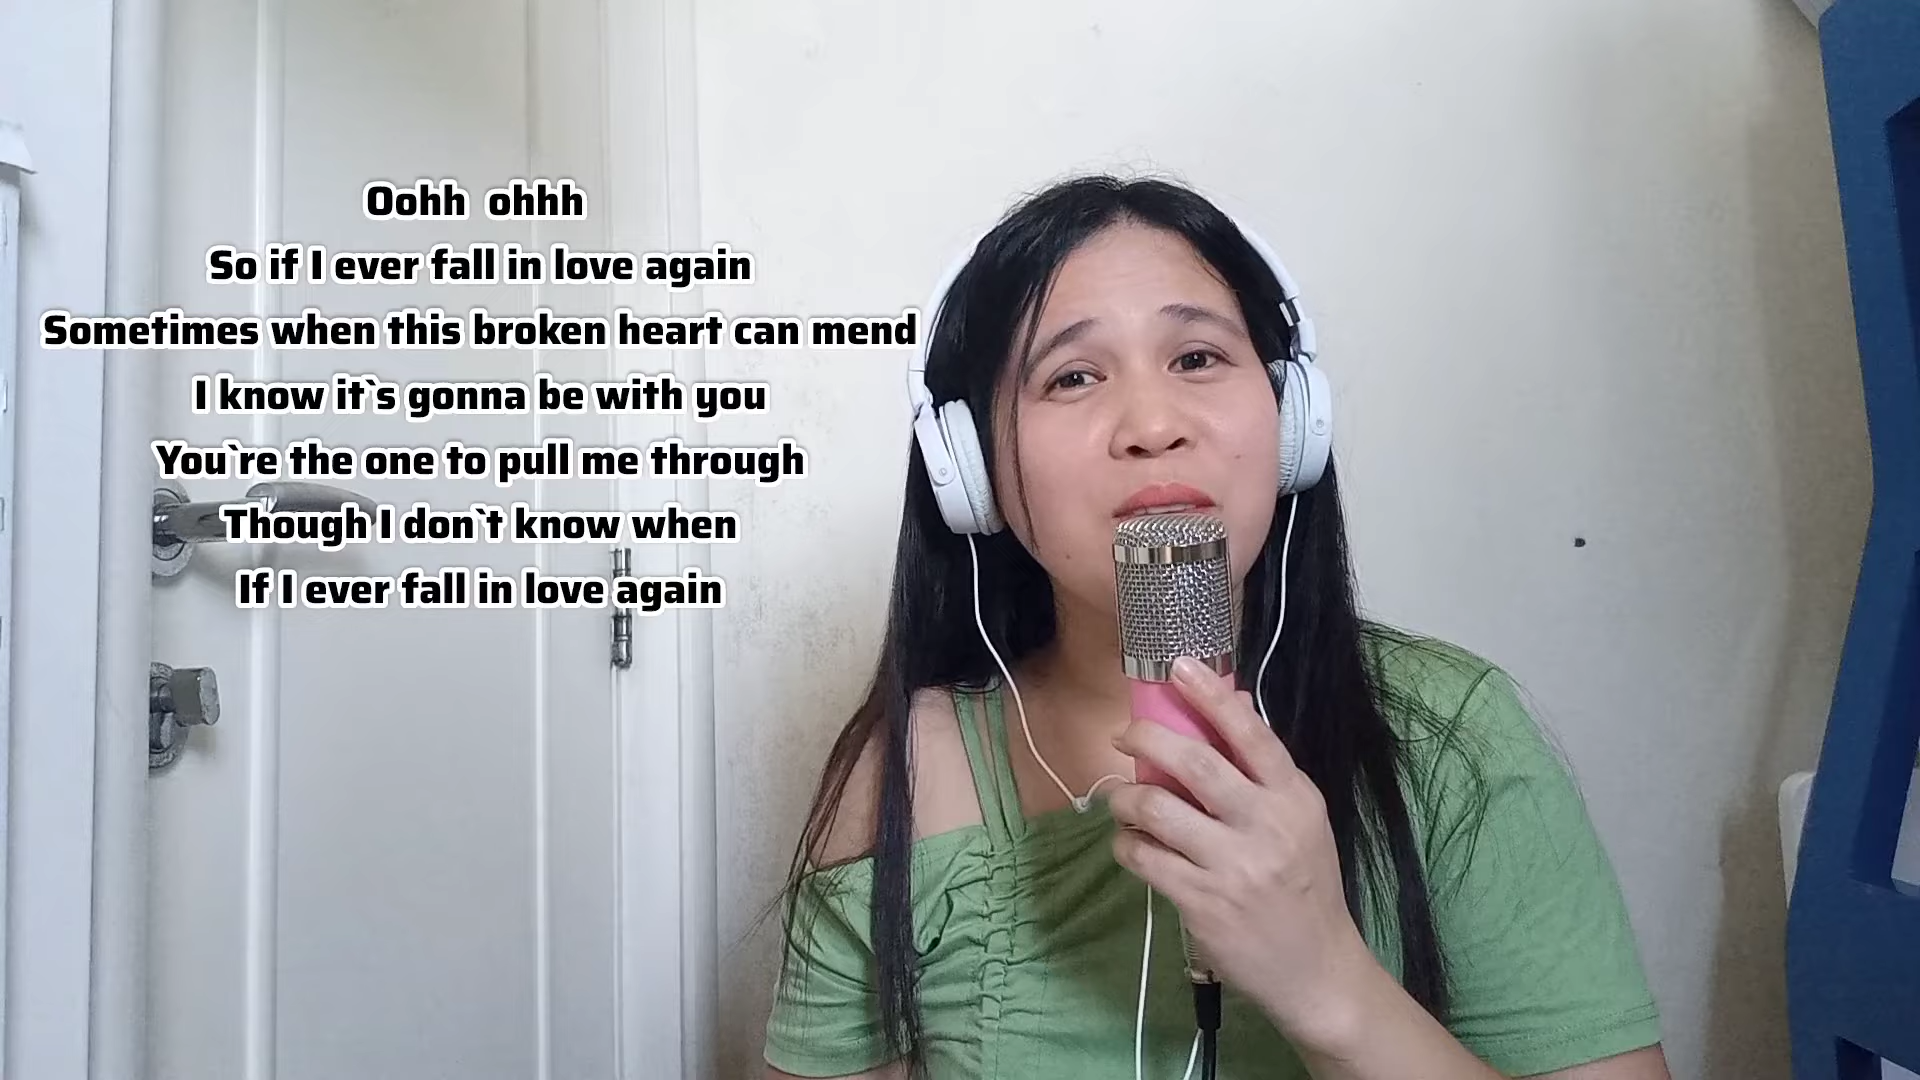 Oohh ohhh
So if I ever fall in love again
Sometimes when this broken heart can mend
I know it`s gonna be with you
You`re the one to pull me through
Though I don`t know when
If I ever fall in love again